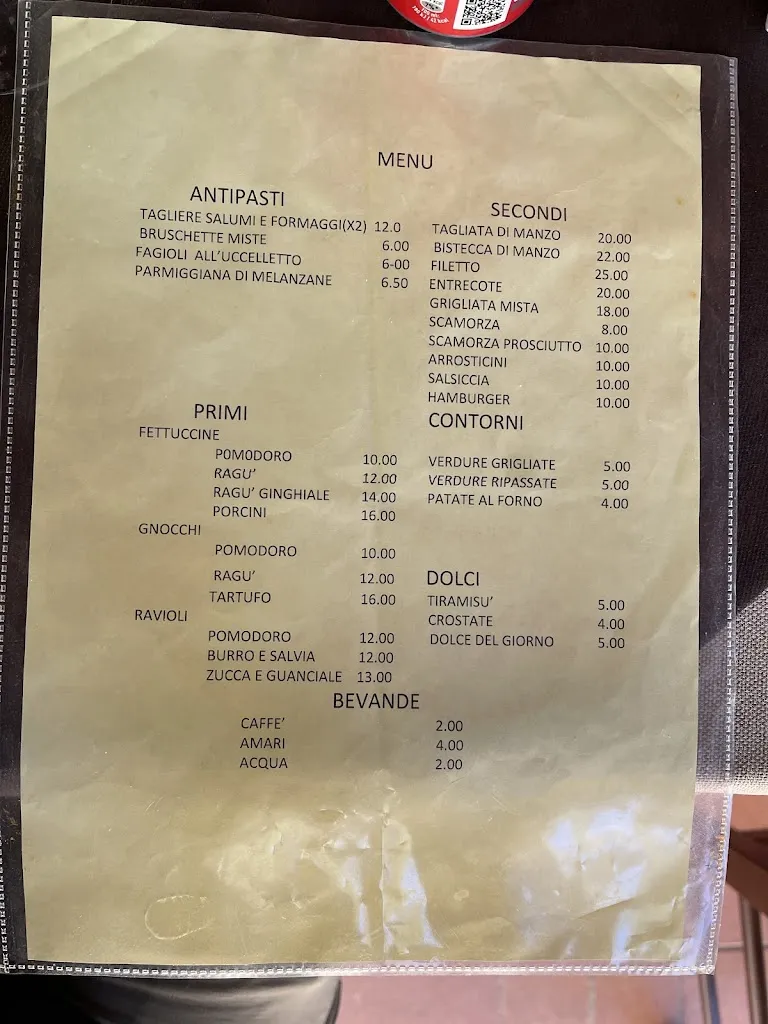 MENU
ANTIPASTI
TAGLIERE SALUMI E FORMAGGI(X2) 12.0
BRUSCHETTE MISTE 6.00
FAGIOLI ALL'UCCELLETTO 6-00
PARMIGGIANA DI MELANZANE 6.50
SECONDI
TAGLIATA DI MANZO 20.00
BISTECCA DI MANZO 22.00
FILETTO 25.00
ENTRECOTE 20.00
GRIGLIATA MISTA 18.00
SCAMORZA 8.00
SCAMORZA PROSCIUTTO 10.00
ARROSTICINI 10.00
SALSICCIA 10.00
HAMBURGER 10.00
PRIMI
FETTUCCINE
P0M0DORO 10.00
RAGU' 12.00
RAGU' GINGHIALE 14.00
PORCINI 16.00
GNOCCHI
POMODORO 10.00
RAGU' 12.00
TARTUFO 16.00
RAVIOLI
POMODORO 12.00
BURRO E SALVIA 12.00
ZUCCA E GUANCIALE 13.00
CONTORNI
VERDURE GRIGLIATE 5.00
VERDURE RIPASSATE 5.00
PATATE AL FORNO 4.00
DOLCI
TIRAMISU' 5.00
CROSTATE 4.00
DOLCE DEL GIORNO 5.00
BEVANDE
CAFFE' 2.00
AMARI 4.00
ACQUA 2.00